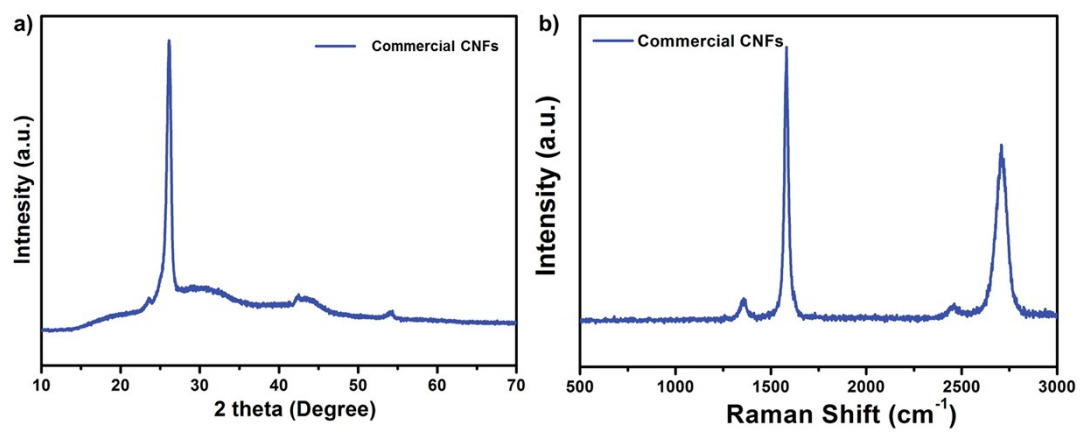 a)
Commercial CNFs
Intnesity (a.u.)
10 20 30 40 50 60 70
2 theta (Degree)
b)
Commercial CNFs
Intensity (a.u.)
500 1000 1500 2000 2500 3000
Raman Shift (cm⁻¹)